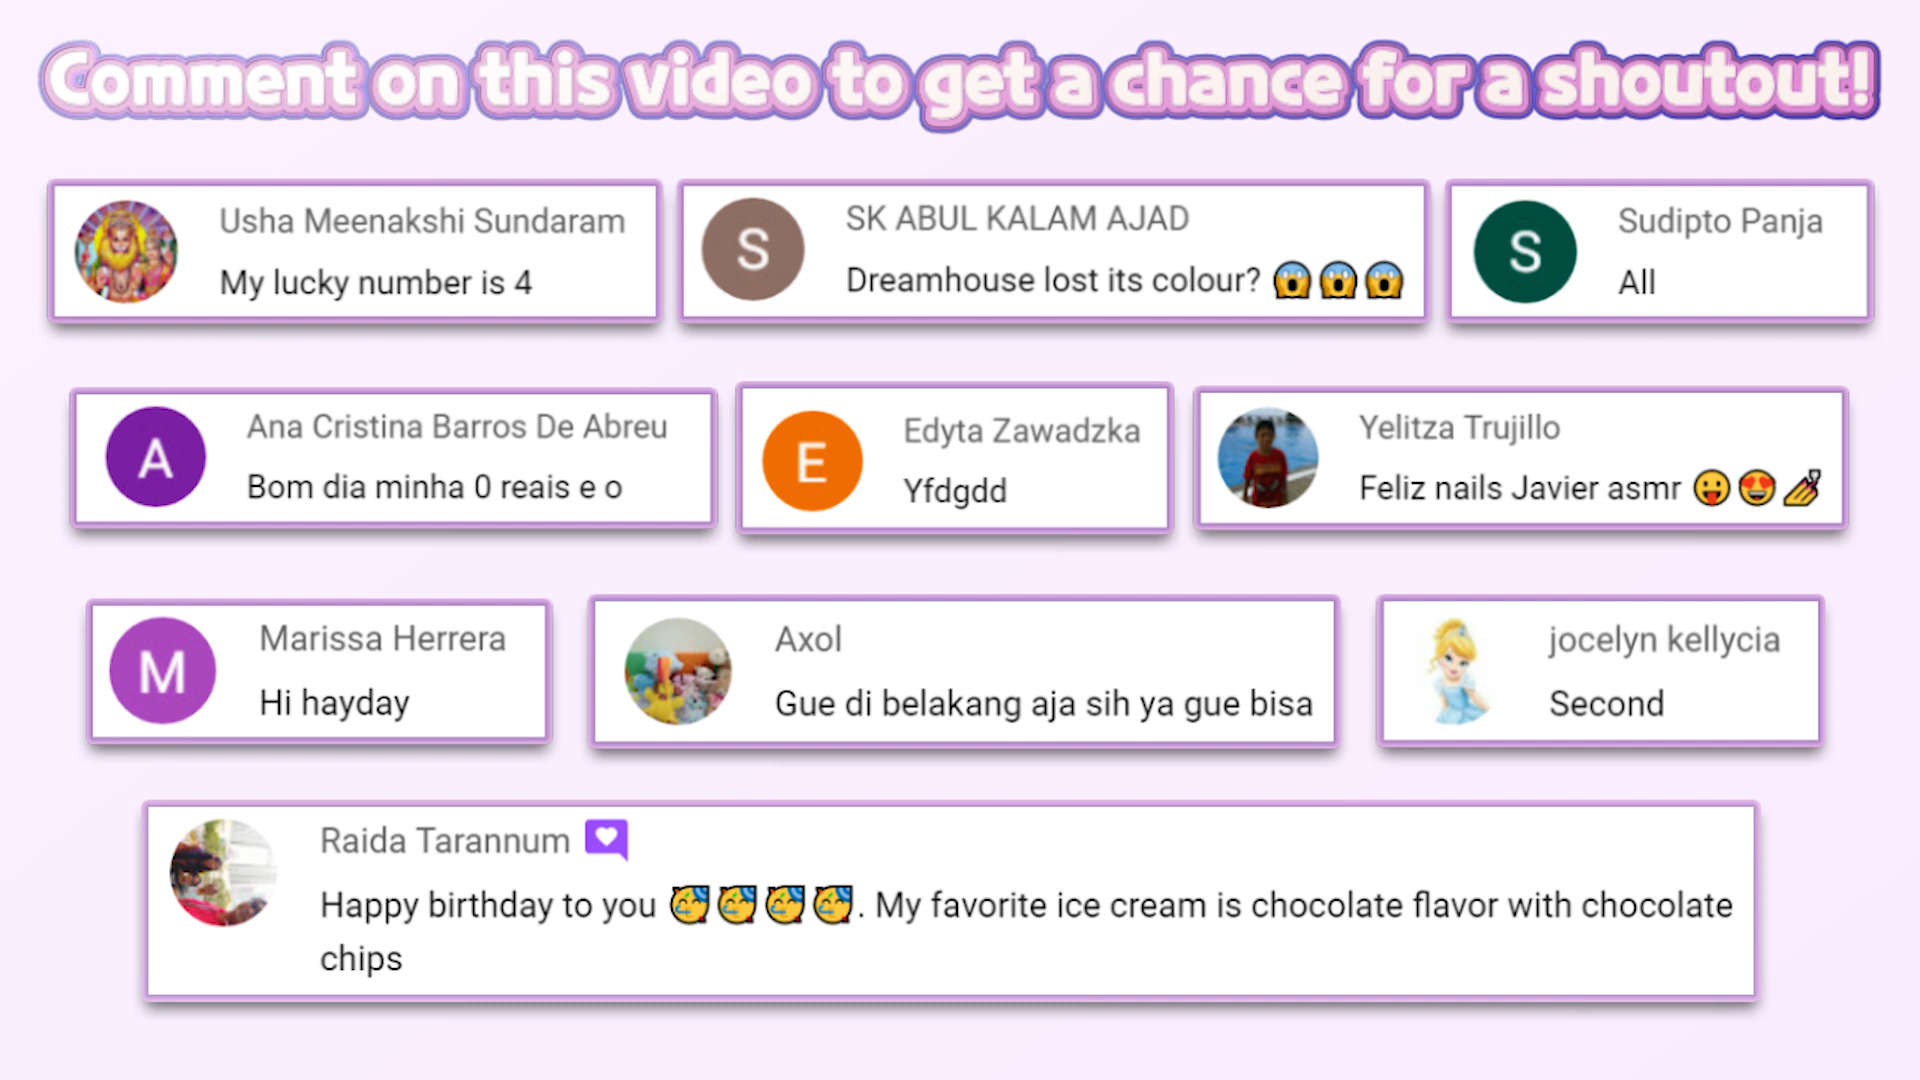 Comment on this video to get a chance for a shoutout!
Usha Meenakshi Sundaram
My lucky number is 4
S
SK ABUL KALAM AJAD
Dreamhouse lost its colour? 😱😱😱
S
Sudipto Panja
All
A
Ana Cristina Barros De Abreu
Bom dia minha 0 reais e o
E
Edyta Zawadzka
Yfdgdd
Yelitza Trujillo
Feliz nails Javier asmr 😛😍💅
M
Marissa Herrera
Hi hayday
Axol
Gue di belakang aja sih ya gue bisa
jocelyn kellycia
Second
Raida Tarannum
Happy birthday to you 🥳🥳🥳🥳. My favorite ice cream is chocolate flavor with chocolate
chips